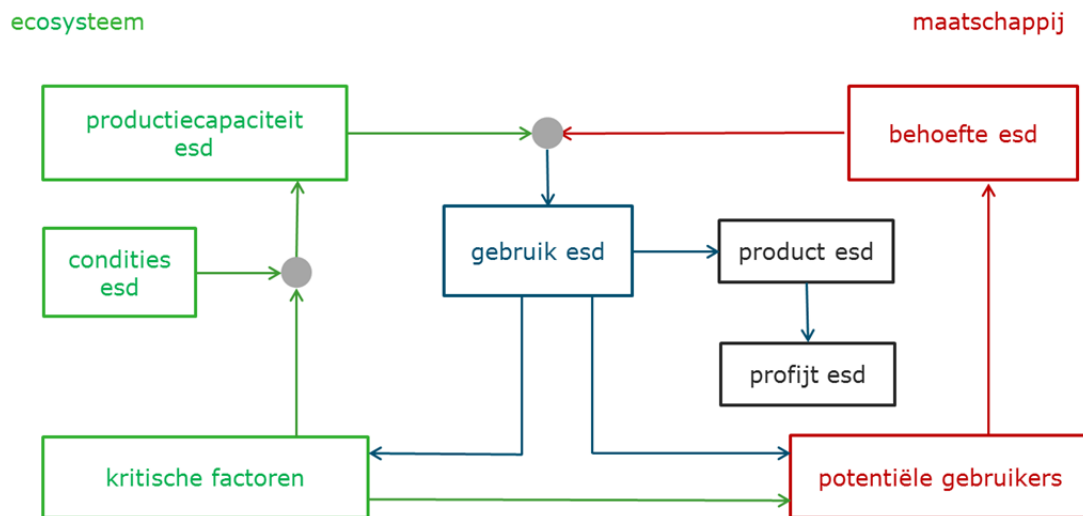 ecosysteem
maatschappij
productiecapaciteit
esd
behoefte esd
condities
esd
gebruik esd
product esd
profijt esd
kritische factoren
potentiële gebruikers